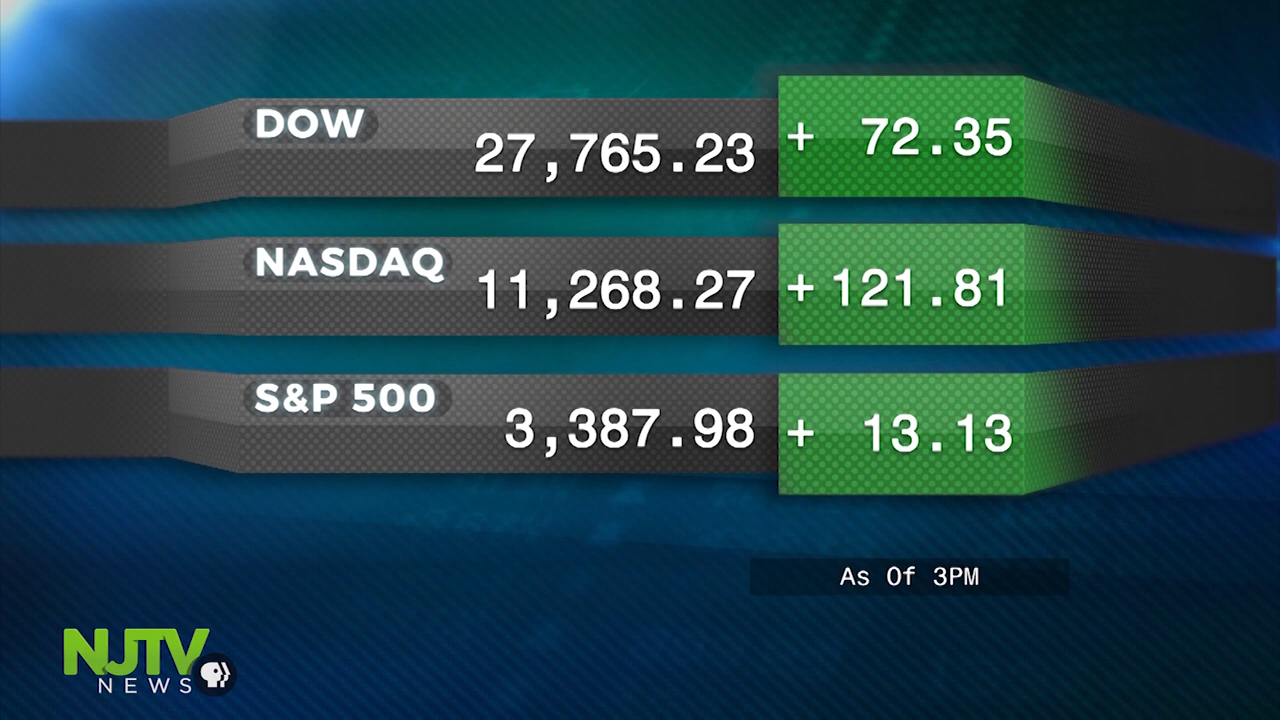 DOW 27,765.23 + 72.35
NASDAQ 11,268.27 +121.81
S&P 500 3,387.98 + 13.13
As Of 3PM
NJTV
NEWS